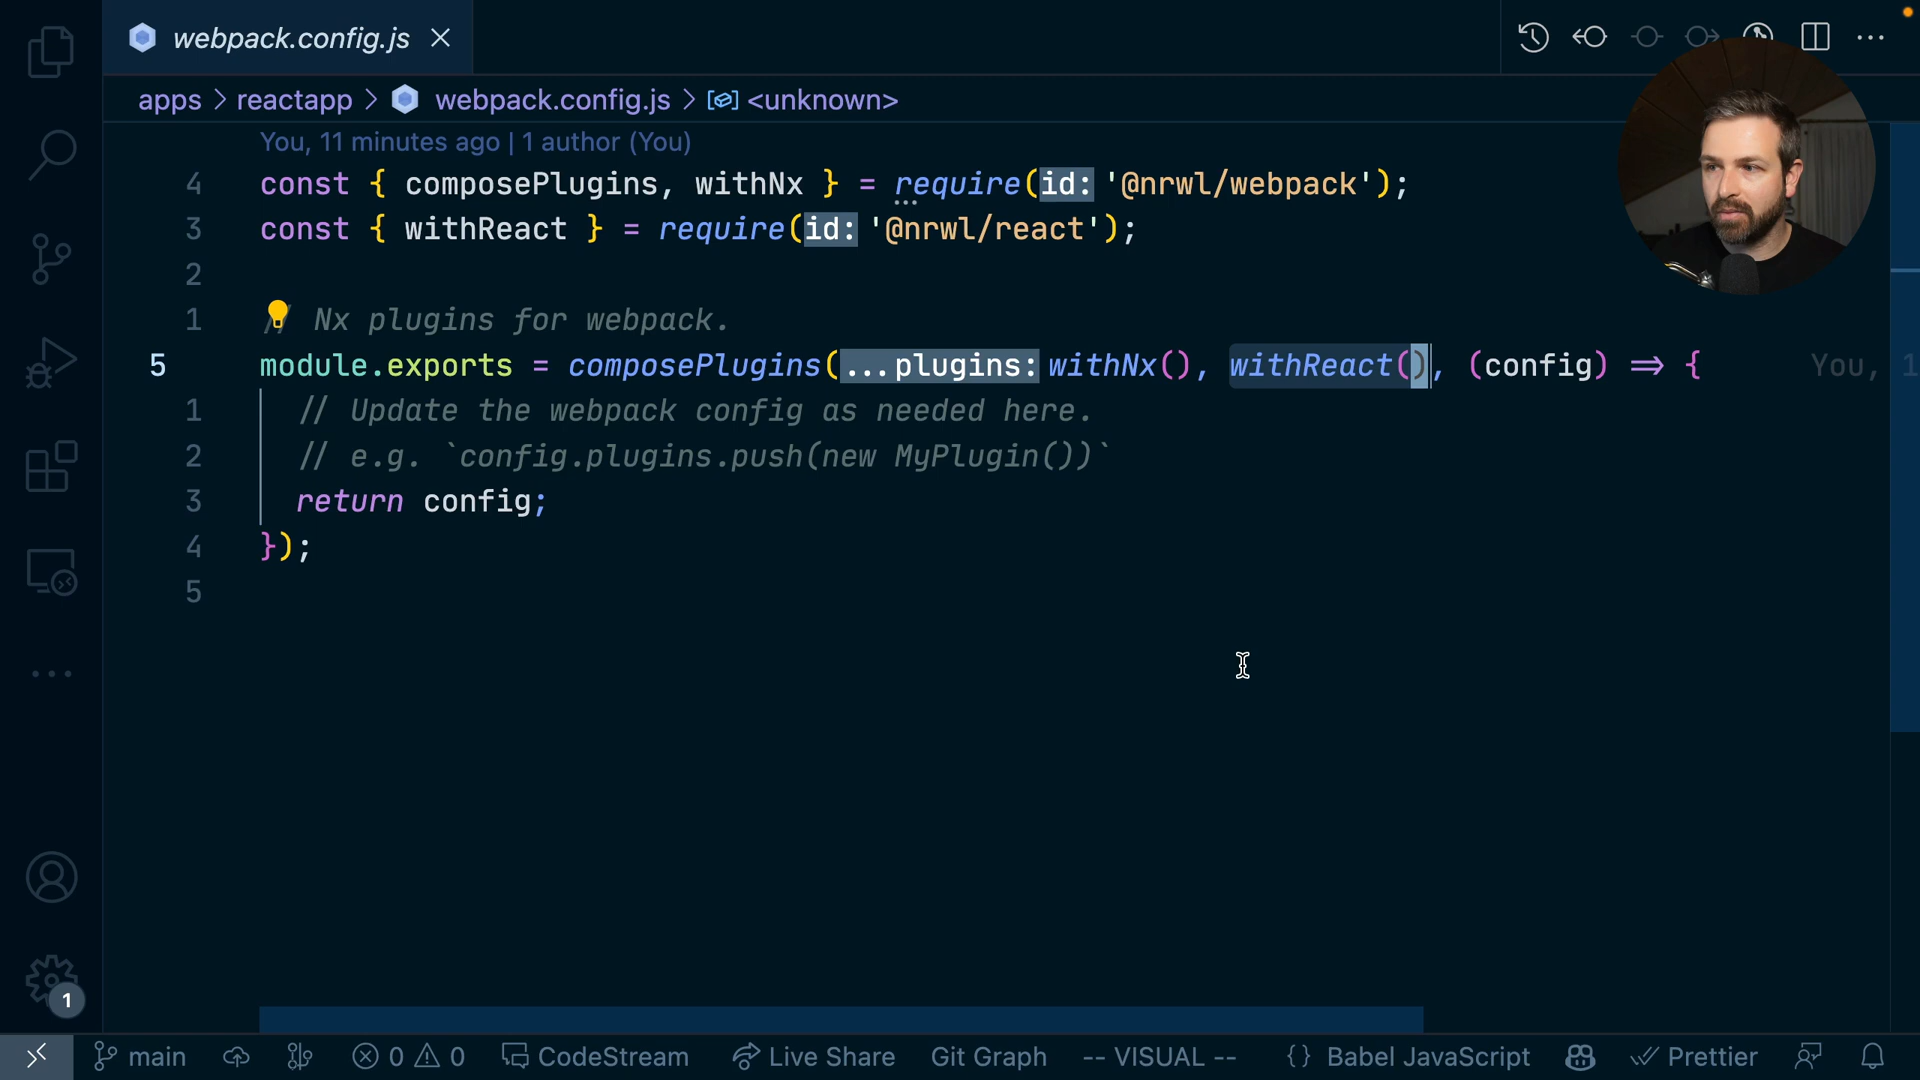 webpack.config.js
apps > reactapp > webpack.config.js > <unknown>
You, 11 minutes ago | 1 author (You)
4 const { composePlugins, withNx } = require(id: '@nrwl/webpack');
3 const { withReact } = require(id: '@nrwl/react');
2
1 // Nx plugins for webpack.
5 module.exports = composePlugins(...plugins: withNx(), withReact(), (config) => { You, 1
1 // Update the webpack config as needed here.
2 // e.g. `config.plugins.push(new MyPlugin())`
3 return config;
4 });
5
1
main 0 0 CodeStream Live Share Git Graph -- VISUAL -- {} Babel JavaScript Prettier